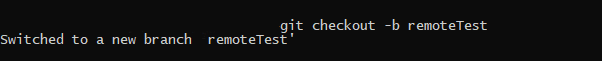 git checkout -b remoteTest
Switched to a new branch remoteTest'